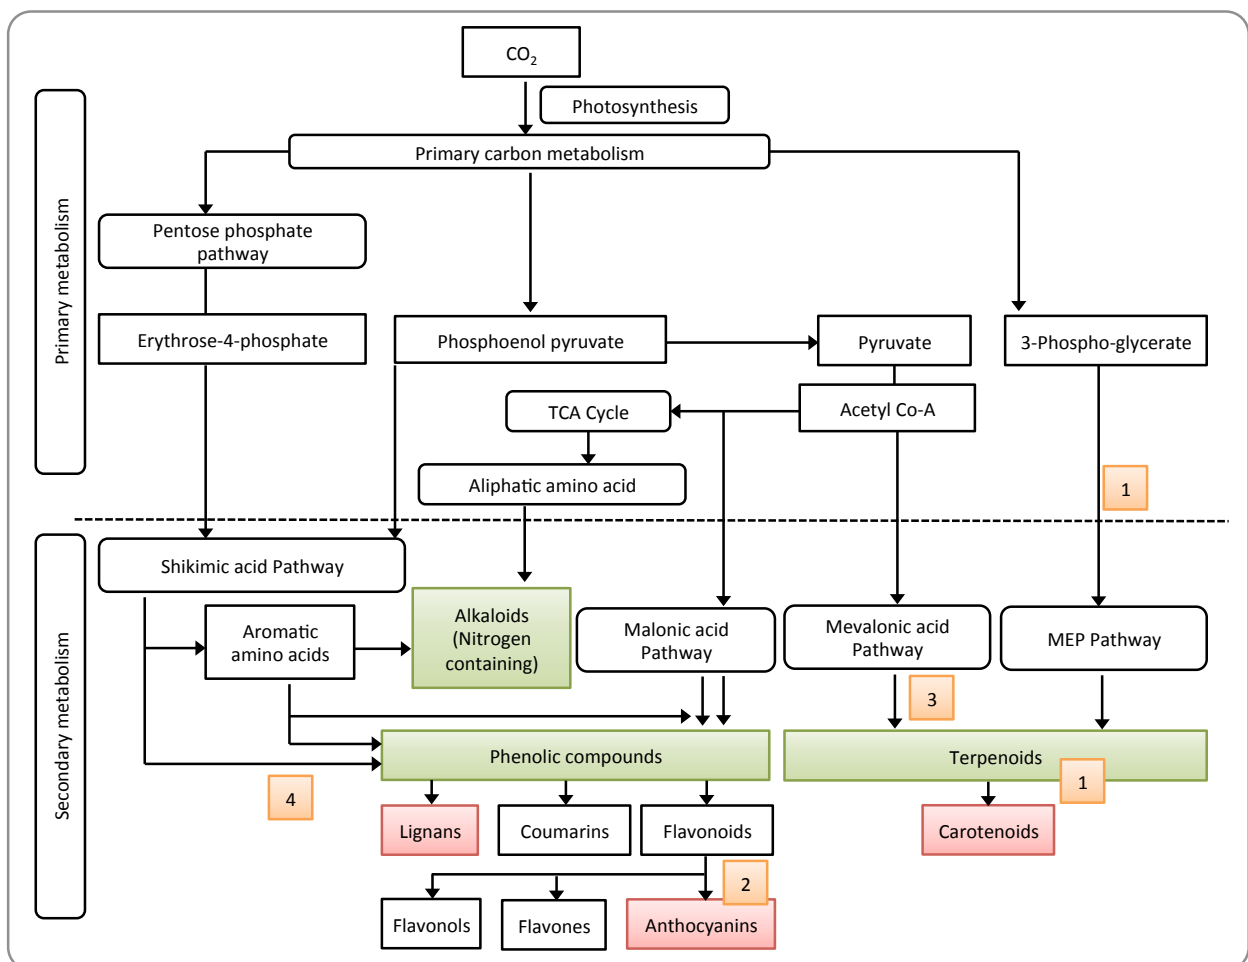 CO₂
Photosynthesis
Primary carbon metabolism
Primary metabolism
Pentose phosphate
pathway
Erythrose-4-phosphate
Phosphoenol pyruvate
Pyruvate
3-Phospho-glycerate
TCA Cycle
Acetyl Co-A
Aliphatic amino acid
1
Secondary metabolism
Shikimic acid Pathway
Aromatic
amino acids
Alkaloids
(Nitrogen
containing)
Malonic acid
Pathway
Mevalonic acid
Pathway
MEP Pathway
3
Phenolic compounds
Terpenoids
4
1
Lignans
Coumarins
Flavonoids
Carotenoids
2
Flavonols
Flavones
Anthocyanins